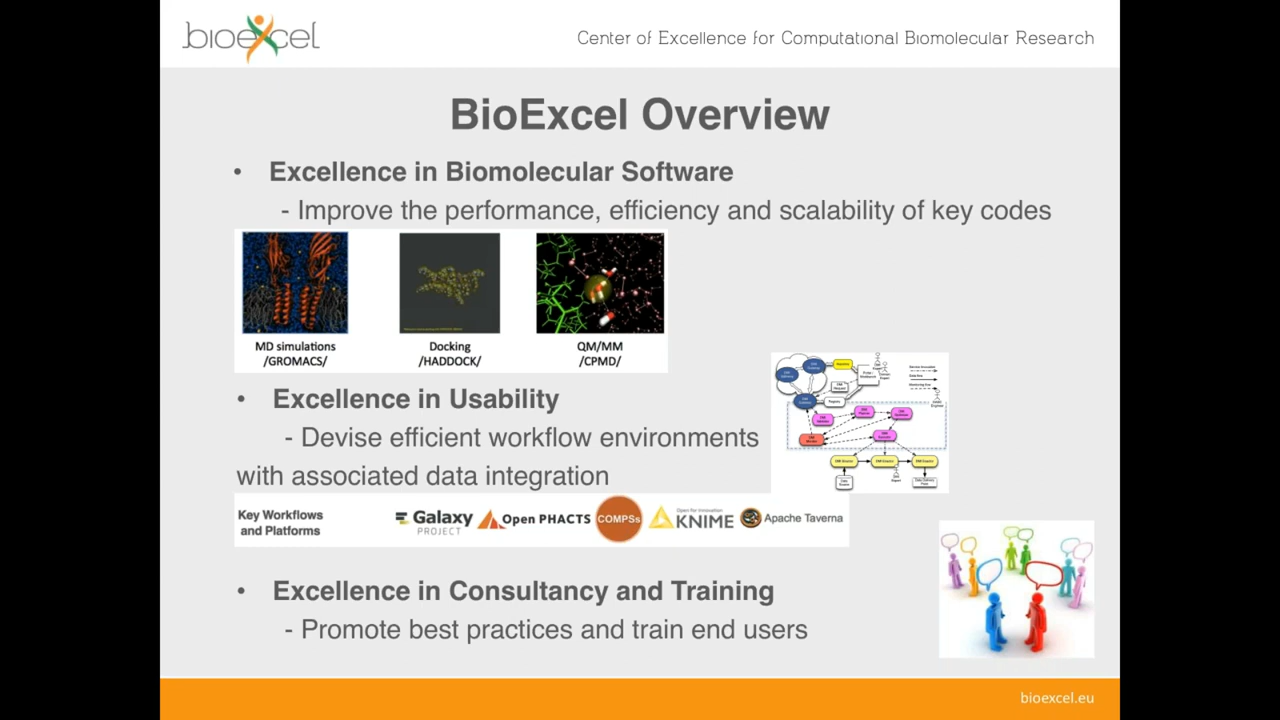 bioexcel
Center of Excellence for Computational Biomolecular Research
BioExcel Overview
• Excellence in Biomolecular Software
- Improve the performance, efficiency and scalability of key codes
MD simulations
/GROMACS/
Docking
/HADDOCK/
QM/MM
/CPMD/
• Excellence in Usability
- Devise efficient workflow environments
with associated data integration
Key Workflows
and Platforms
Galaxy
PROJECT
Open PHACTS
COMPSs
Open for Innovation
KNIME
Apache Taverna
• Excellence in Consultancy and Training
- Promote best practices and train end users
bioexcel.eu